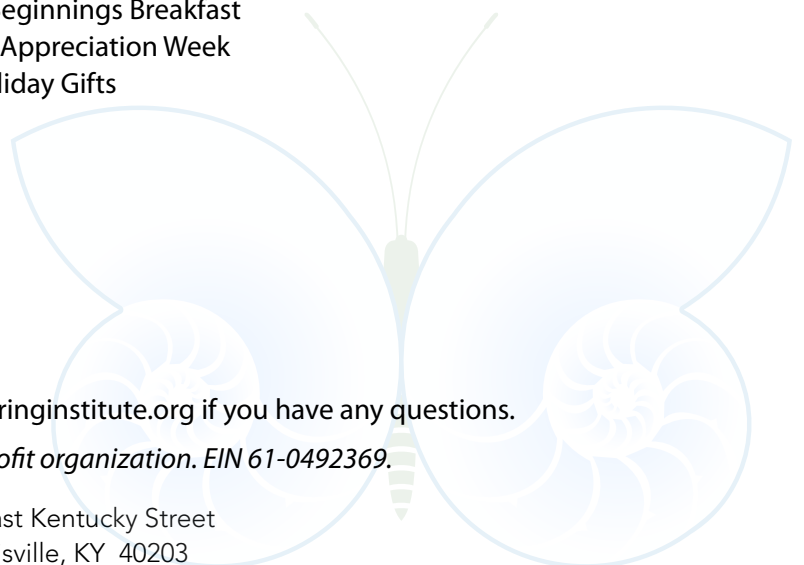 eginnings Breakfast
Appreciation Week
liday Gifts
ringinstitute.org if you have any questions.
ofit organization. EIN 61-0492369.
ast Kentucky Street
sville, KY 40203